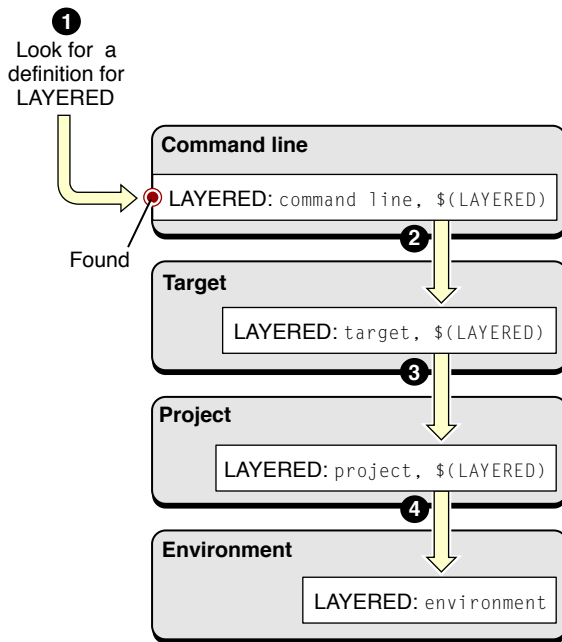 1
Look for a
definition for
LAYERED
Command line
LAYERED: command line, $(LAYERED)
Found
2
Target
LAYERED: target, $(LAYERED)
3
Project
LAYERED: project, $(LAYERED)
4
Environment
LAYERED: environment